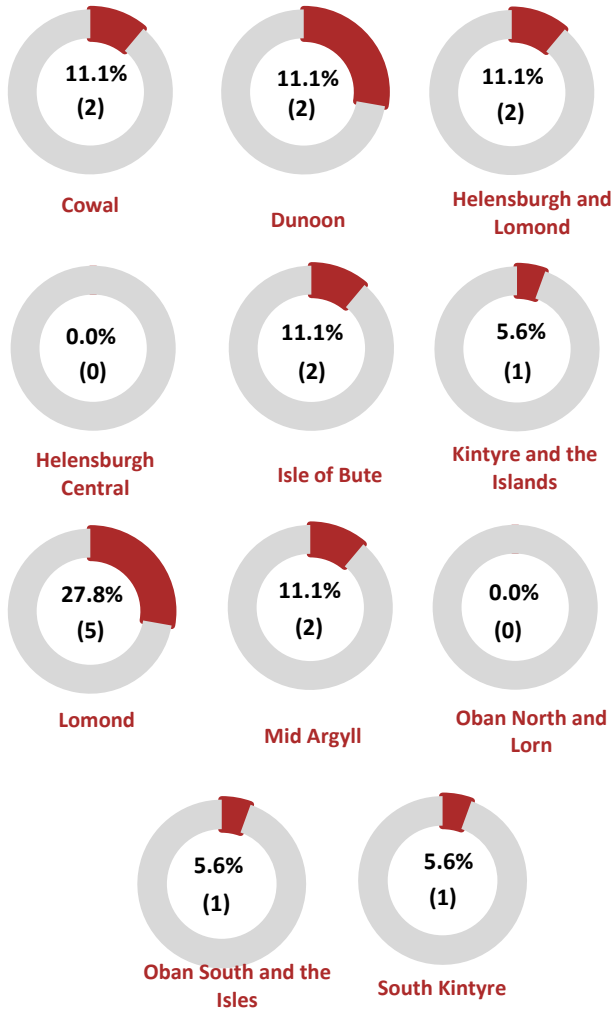 11.1%
(2)
Cowal
11.1%
(2)
Dunoon
11.1%
(2)
Helensburgh and
Lomond
0.0%
(0)
Helensburgh
Central
11.1%
(2)
Isle of Bute
5.6%
(1)
Kintyre and the
Islands
27.8%
(5)
Lomond
11.1%
(2)
Mid Argyll
0.0%
(0)
Oban North and
Lorn
5.6%
(1)
Oban South and the
Isles
5.6%
(1)
South Kintyre